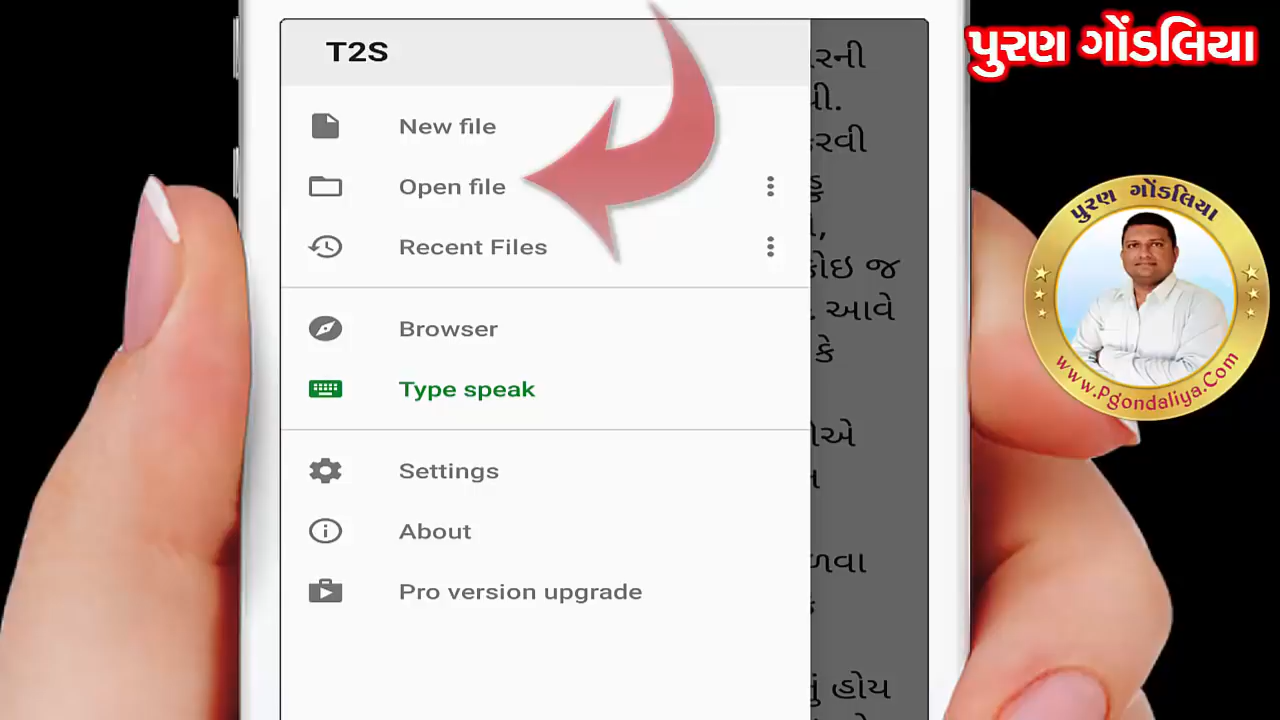 T2S
New file
Open file
Recent Files
Browser
Type speak
Settings
About
Pro version upgrade
કોઇ જ
આવે
કે
હોય
પુરણ ગોંડલિયા
પુરણ ગોંડલિયા
www.Pgondaliya.Com